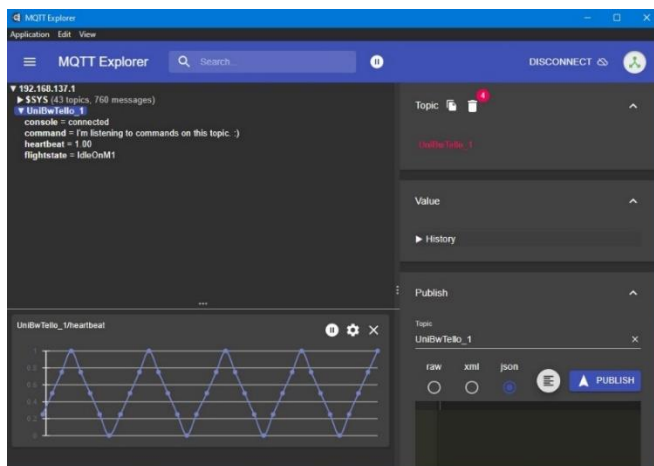 MQTT Explorer
Application Edit View
MQTT Explorer
Search...
DISCONNECT
▼ 192.168.137.1
▶ $SYS (43 topics, 760 messages)
▼ UniBwTello_1
console = connected
command = I'm listening to commands on this topic. :)
heartbeat = 1.00
flightstate = IdleOnM1
Topic
4
UniBwTello_1
Value
▶ History
Publish
Topic
UniBwTello_1
raw xml json
PUBLISH
UniBwTello_1/heartbeat
1
0.8
0.6
0.4
0.2
0